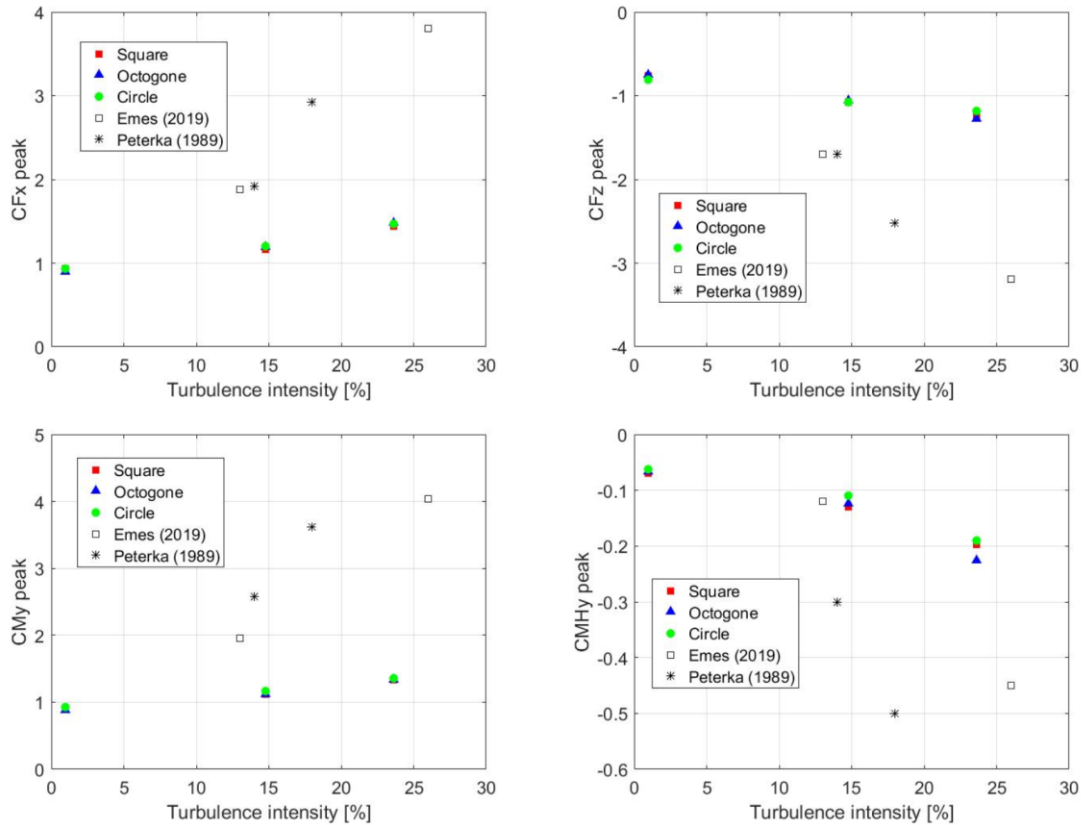 4
3
2
1
0
CFx peak
Square
Octogone
Circle
Emes (2019)
Peterka (1989)
0 5 10 15 20 25 30
Turbulence intensity [%]
-0
-1
-2
-3
-4
CFz peak
Square
Octogone
Circle
Emes (2019)
Peterka (1989)
0 5 10 15 20 25 30
Turbulence intensity [%]
5
4
3
2
1
0
CMy peak
Square
Octogone
Circle
Emes (2019)
Peterka (1989)
0 5 10 15 20 25 30
Turbulence intensity [%]
0
-0.1
-0.2
-0.3
-0.4
-0.5
-0.6
CMHy peak
Square
Octogone
Circle
Emes (2019)
Peterka (1989)
0 5 10 15 20 25 30
Turbulence intensity [%]